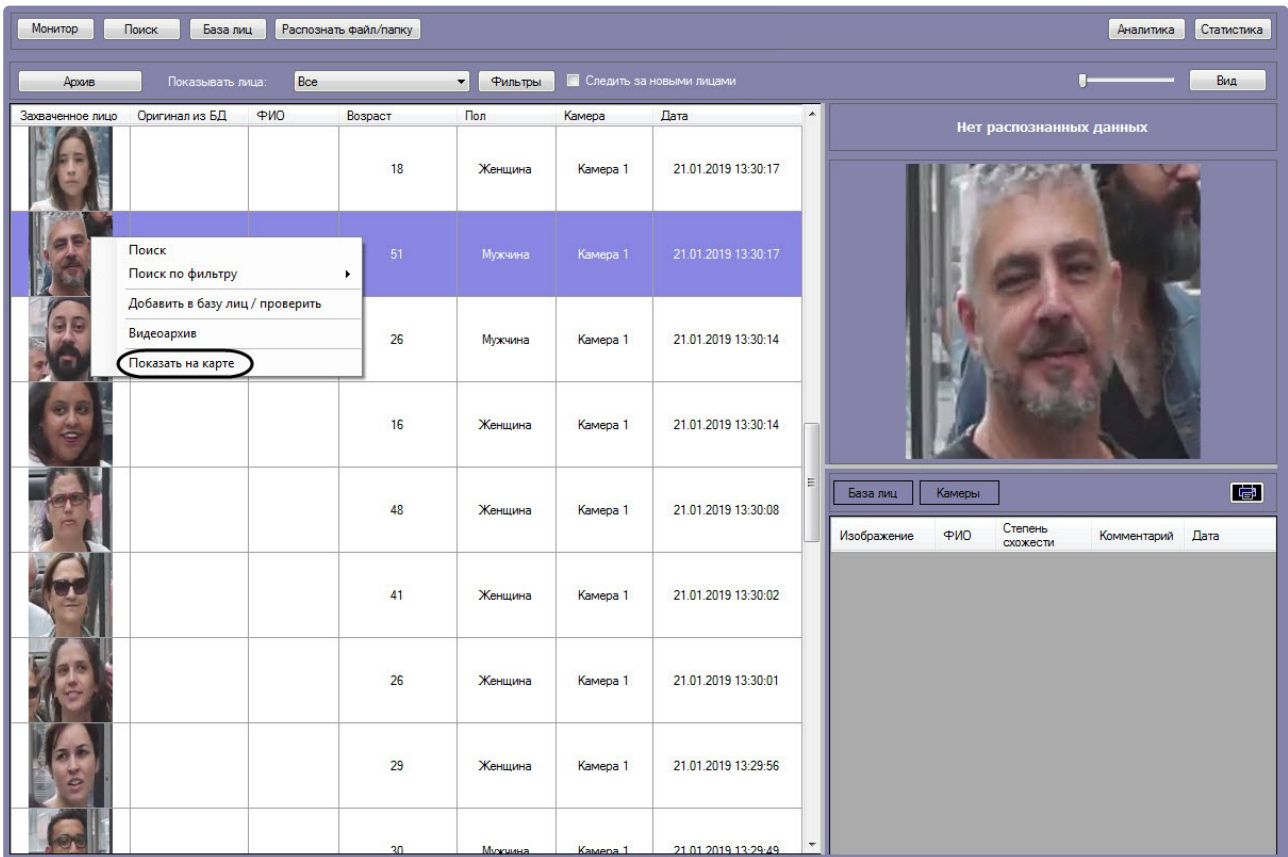 Монитор Поиск База лиц Распознать файл/папку Аналитика Статистика
Архив Показывать лица: Все Фильтры Следить за новыми лицами Вид
Захваченное лицо Оригинал из БД ФИО Возраст Пол Камера Дата
Нет распознанных данных
18 Женщина Камера 1 21.01.2019 13:30:17
51 Мужчина Камера 1 21.01.2019 13:30:17
Поиск
Поиск по фильтру
Добавить в базу лиц / проверить
Видеоархив
Показать на карте
26 Мужчина Камера 1 21.01.2019 13:30:14
16 Женщина Камера 1 21.01.2019 13:30:14
48 Женщина Камера 1 21.01.2019 13:30:08
41 Женщина Камера 1 21.01.2019 13:30:02
26 Женщина Камера 1 21.01.2019 13:30:01
29 Женщина Камера 1 21.01.2019 13:29:56
30 Мужчина Камера 1 21.01.2019 13:29:49
База лиц Камеры
Изображение ФИО Степень схожести Комментарий Дата